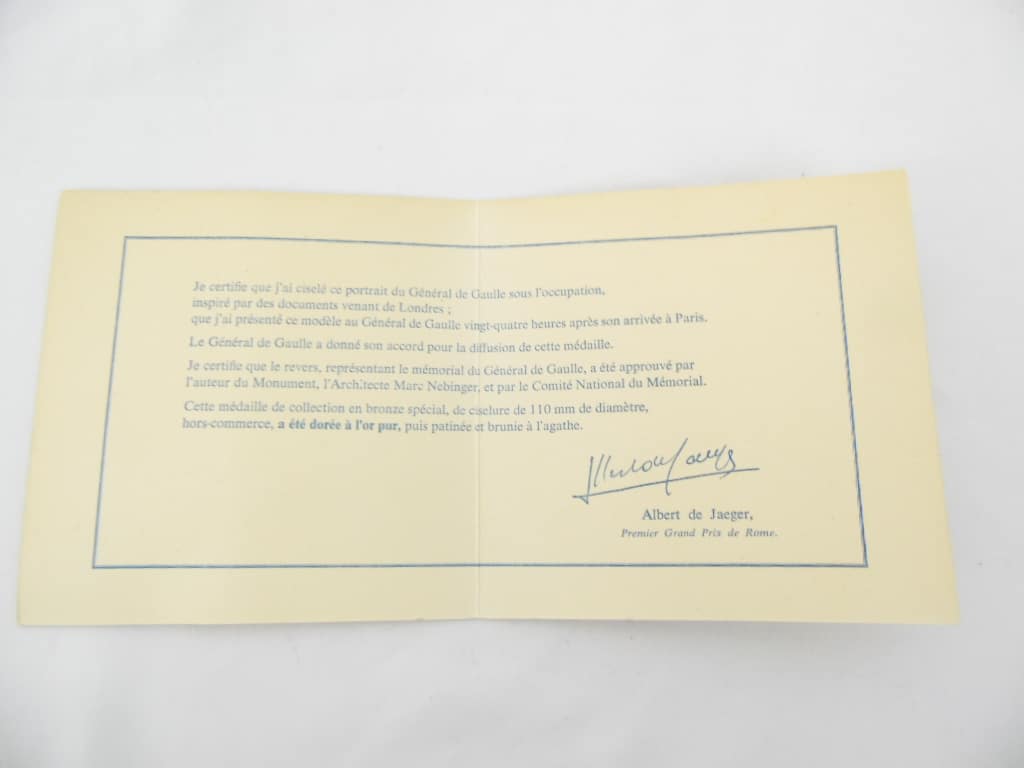 Je certifie que j'ai ciselé ce portrait du Général de Gaulle sous l'occupation,
inspiré par des documents venant de Londres ;
que j'ai présenté ce modèle au Général de Gaulle vingt-quatre heures après son arrivée à Paris.
Le Général de Gaulle a donné son accord pour la diffusion de cette médaille.
Je certifie que le revers, représentant le mémorial du Général de Gaulle, a été approuvé par
l'auteur du Monument, l'Architecte Marc Nebinger, et par le Comité National du Mémorial.
Cette médaille de collection en bronze spécial, de ciselure de 110 mm de diamètre,
hors-commerce, a été dorée à l'or pur, puis patinée et brunie à l'agathe.
Albert de Jaeger,
Premier Grand Prix de Rome.